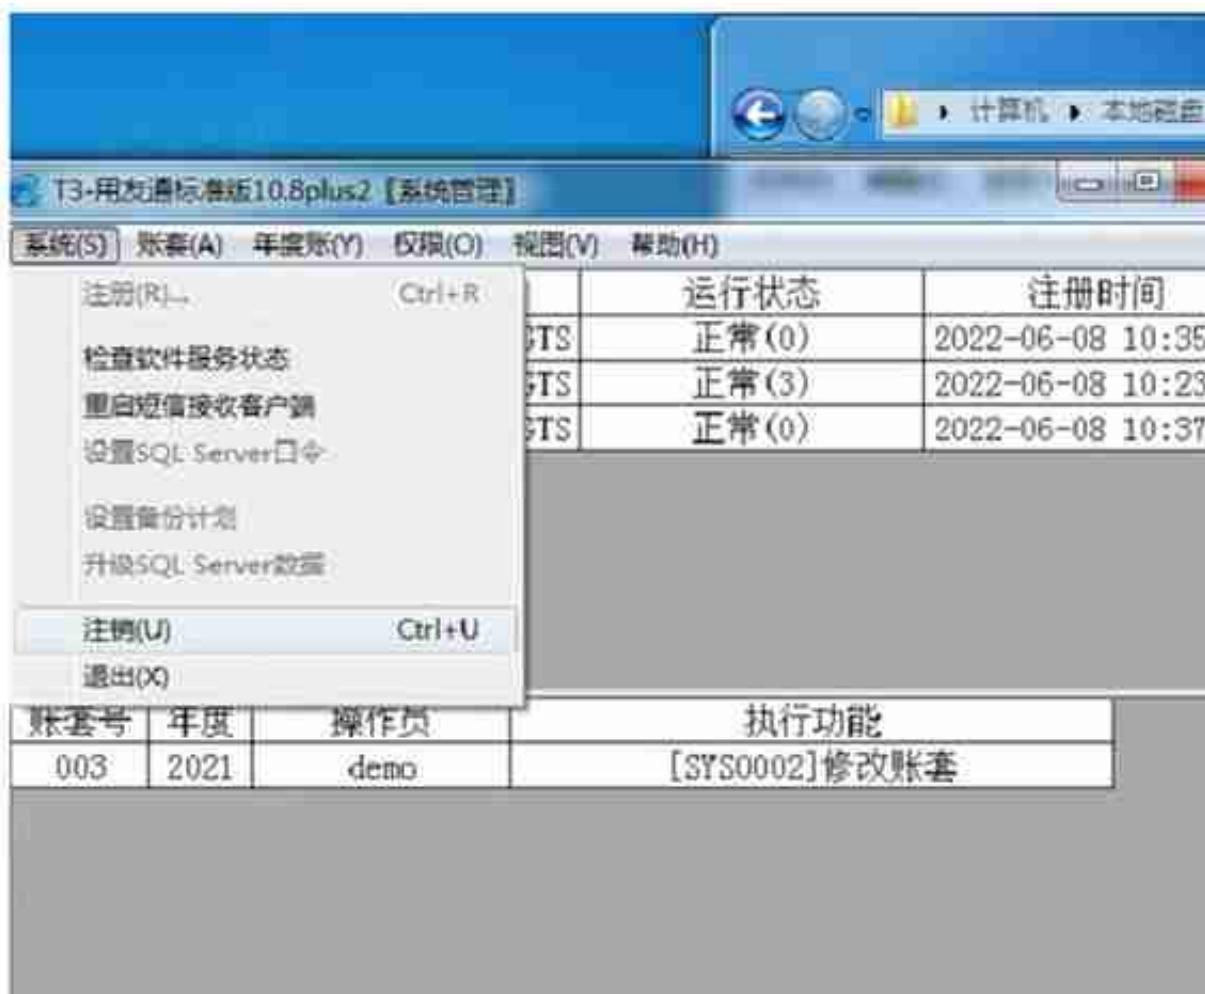 计算机 本地磁盘
T3-用友通标准版10.8plus2【系统管理】
系统(S) 账套(A) 年度账(Y) 权限(O) 视图(V) 帮助(H)
注册(R)... Ctrl+R
检查软件服务状态
重启短信接收客户端
设置SQL Server口令
设置备份计划
升级SQL Server数据
注销(U) Ctrl+U
退出(X)
运行状态 注册时间
GTS 正常(0) 2022-06-08 10:35
GTS 正常(3) 2022-06-08 10:23
GTS 正常(0) 2022-06-08 10:37
账套号 年度 操作员 执行功能
003 2021 demo [SYS0002]修改账套